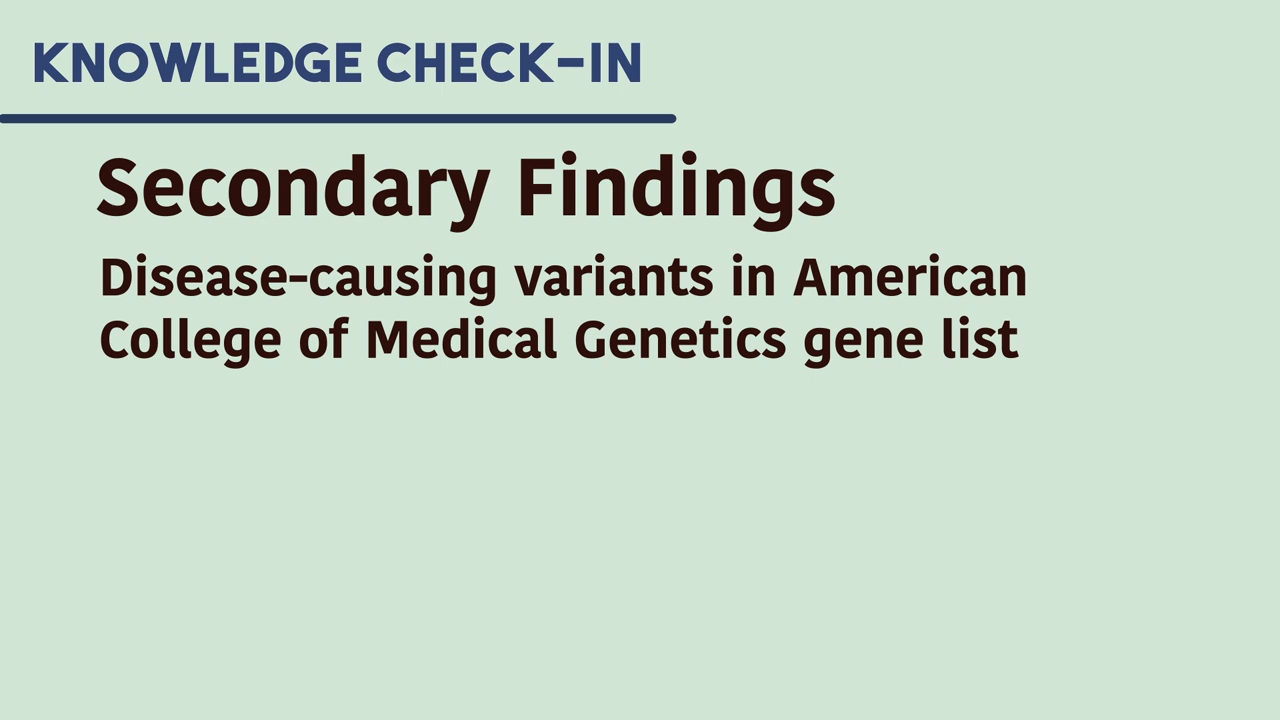 KNOWLEDGE CHECK-IN
Secondary Findings
Disease-causing variants in American
College of Medical Genetics gene list